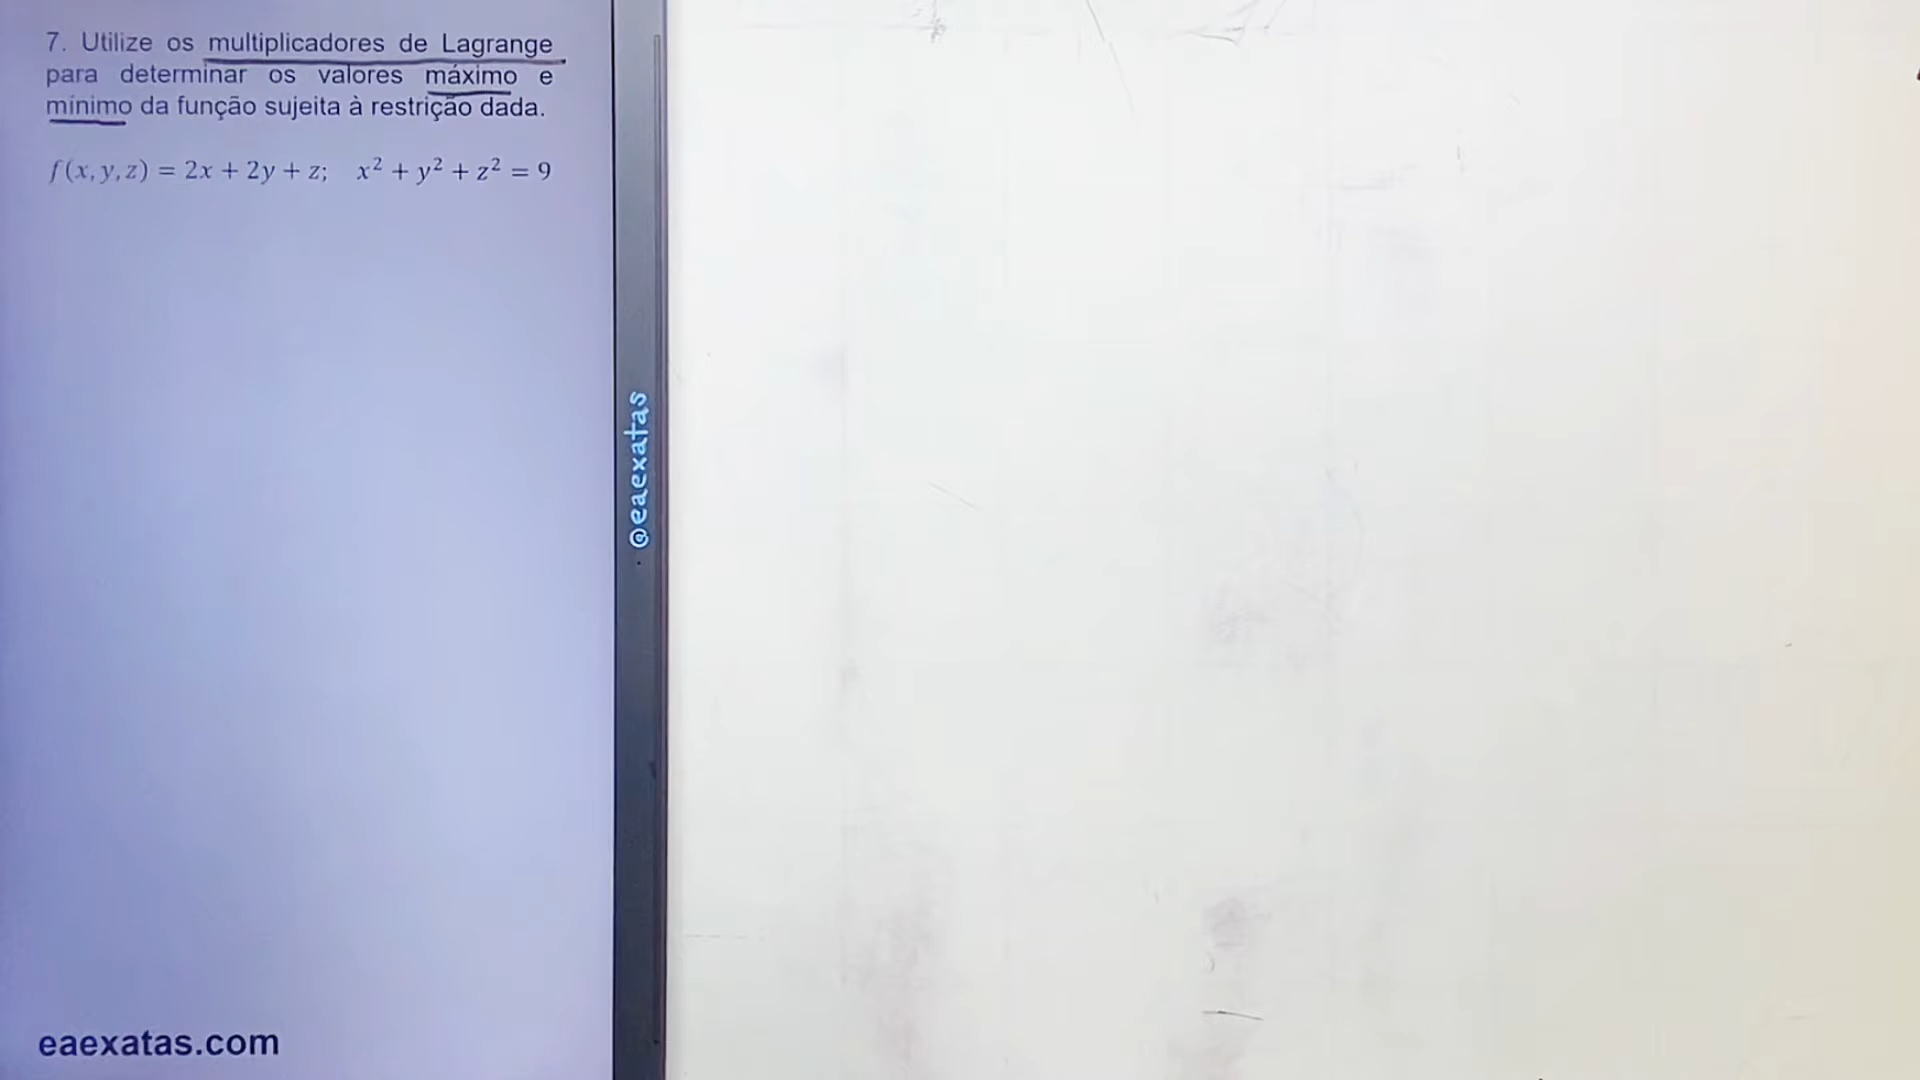 7. Utilize os multiplicadores de Lagrange
para determinar os valores máximo e
mínimo da função sujeita à restrição dada.
f(x, y, z) = 2x + 2y + z;  x² + y² + z² = 9
@eaexatas
eaexatas.com